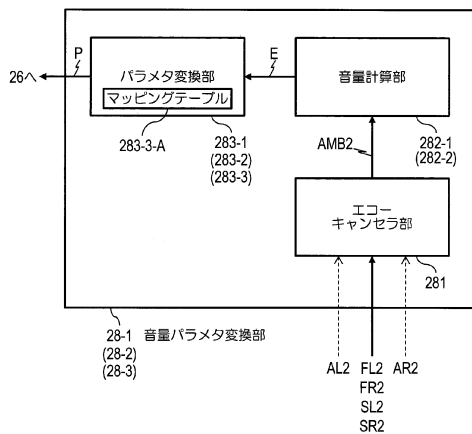 P
E
26へ
パラメタ変換部
マッピングテーブル
音量計算部
283-3-A
283-1
(283-2)
(283-3)
282-1
(282-2)
AMB2
エコー
キャンセラ部
281
28-1
(28-2)
(28-3)
音量パラメタ変換部
AL2
FL2
FR2
SL2
SR2
AR2